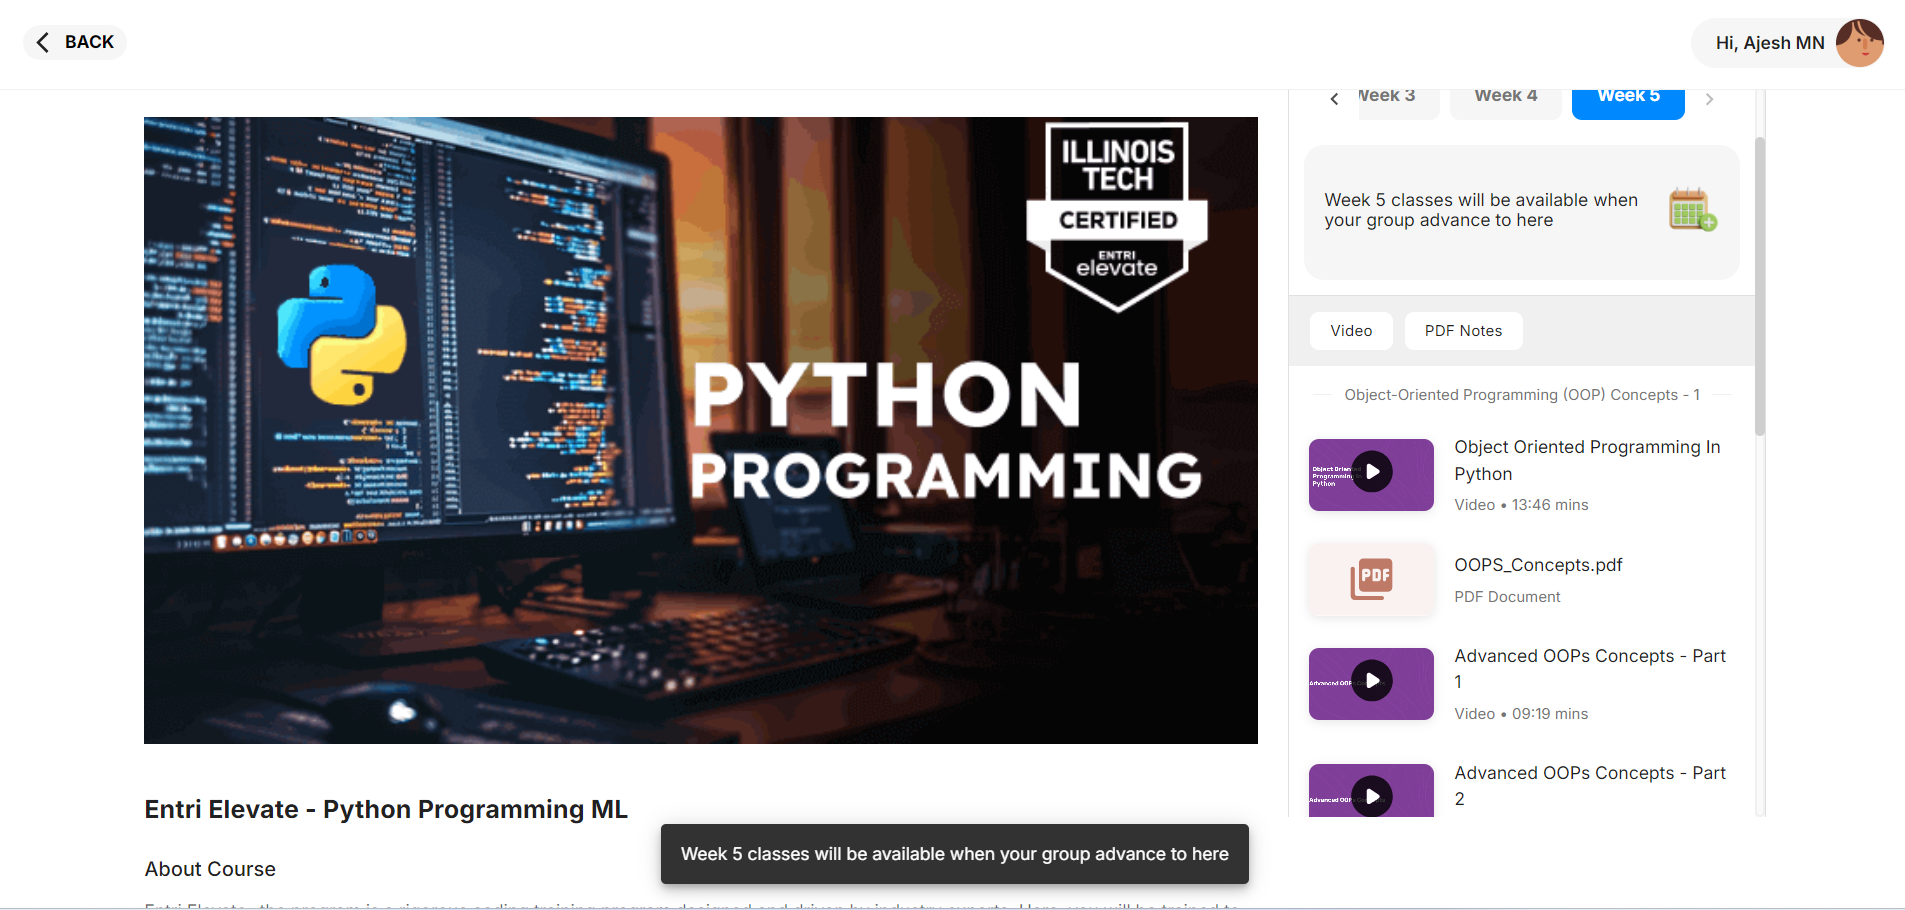 BACK
Hi, Ajesh MN
Week 3
Week 4
Week 5
ILLINOIS
TECH
CERTIFIED
ENTRI
elevate
PYTHON
PROGRAMMING
Week 5 classes will be available when
your group advance to here
Video
PDF Notes
Object-Oriented Programming (OOP) Concepts - 1
Object Oriented Programming In
Python
Video • 13:46 mins
PDF
OOPS_Concepts.pdf
PDF Document
Advanced OOPs Concepts - Part
1
Video • 09:19 mins
Advanced OOPs Concepts - Part
2
Entri Elevate - Python Programming ML
About Course
Week 5 classes will be available when your group advance to here